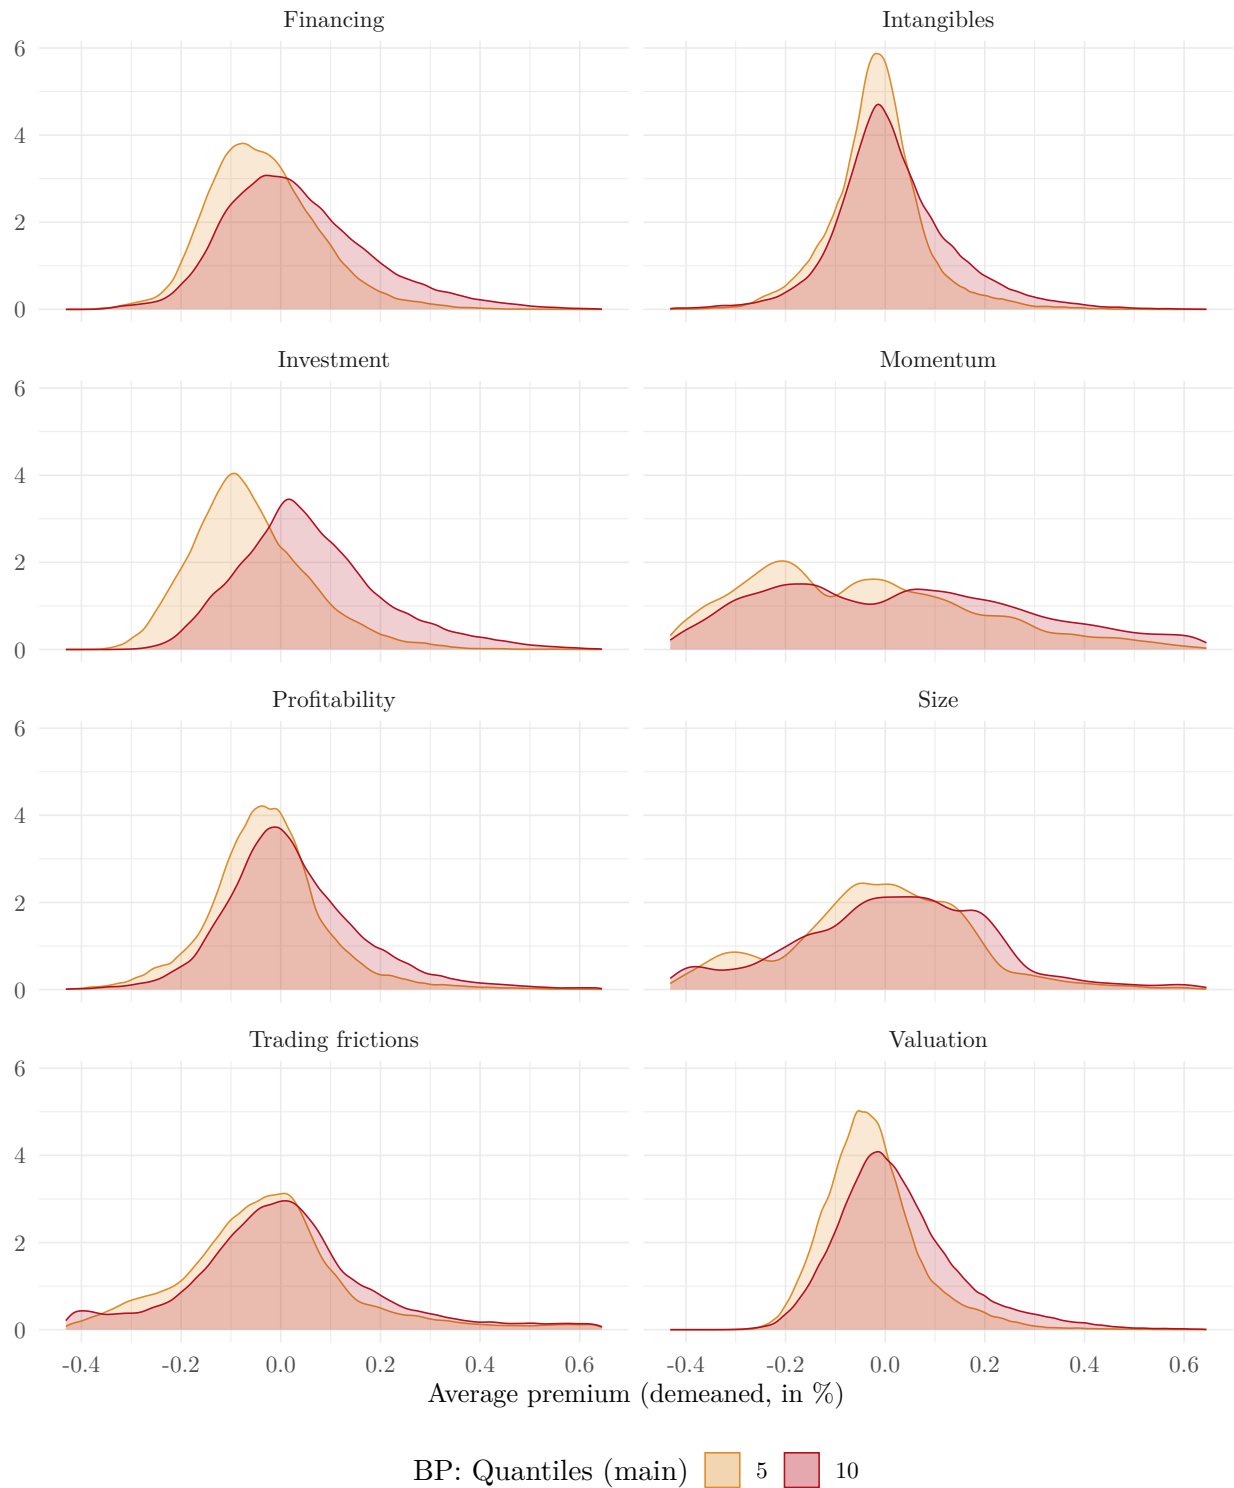 Financing Intangibles
6
4
2
0
Investment Momentum
6
4
2
0
Profitability Size
6
4
2
0
Trading frictions Valuation
6
4
2
0
-0.4 -0.2 0.0 0.2 0.4 0.6 -0.4 -0.2 0.0 0.2 0.4 0.6
Average premium (demeaned, in %)
BP: Quantiles (main) 5 10